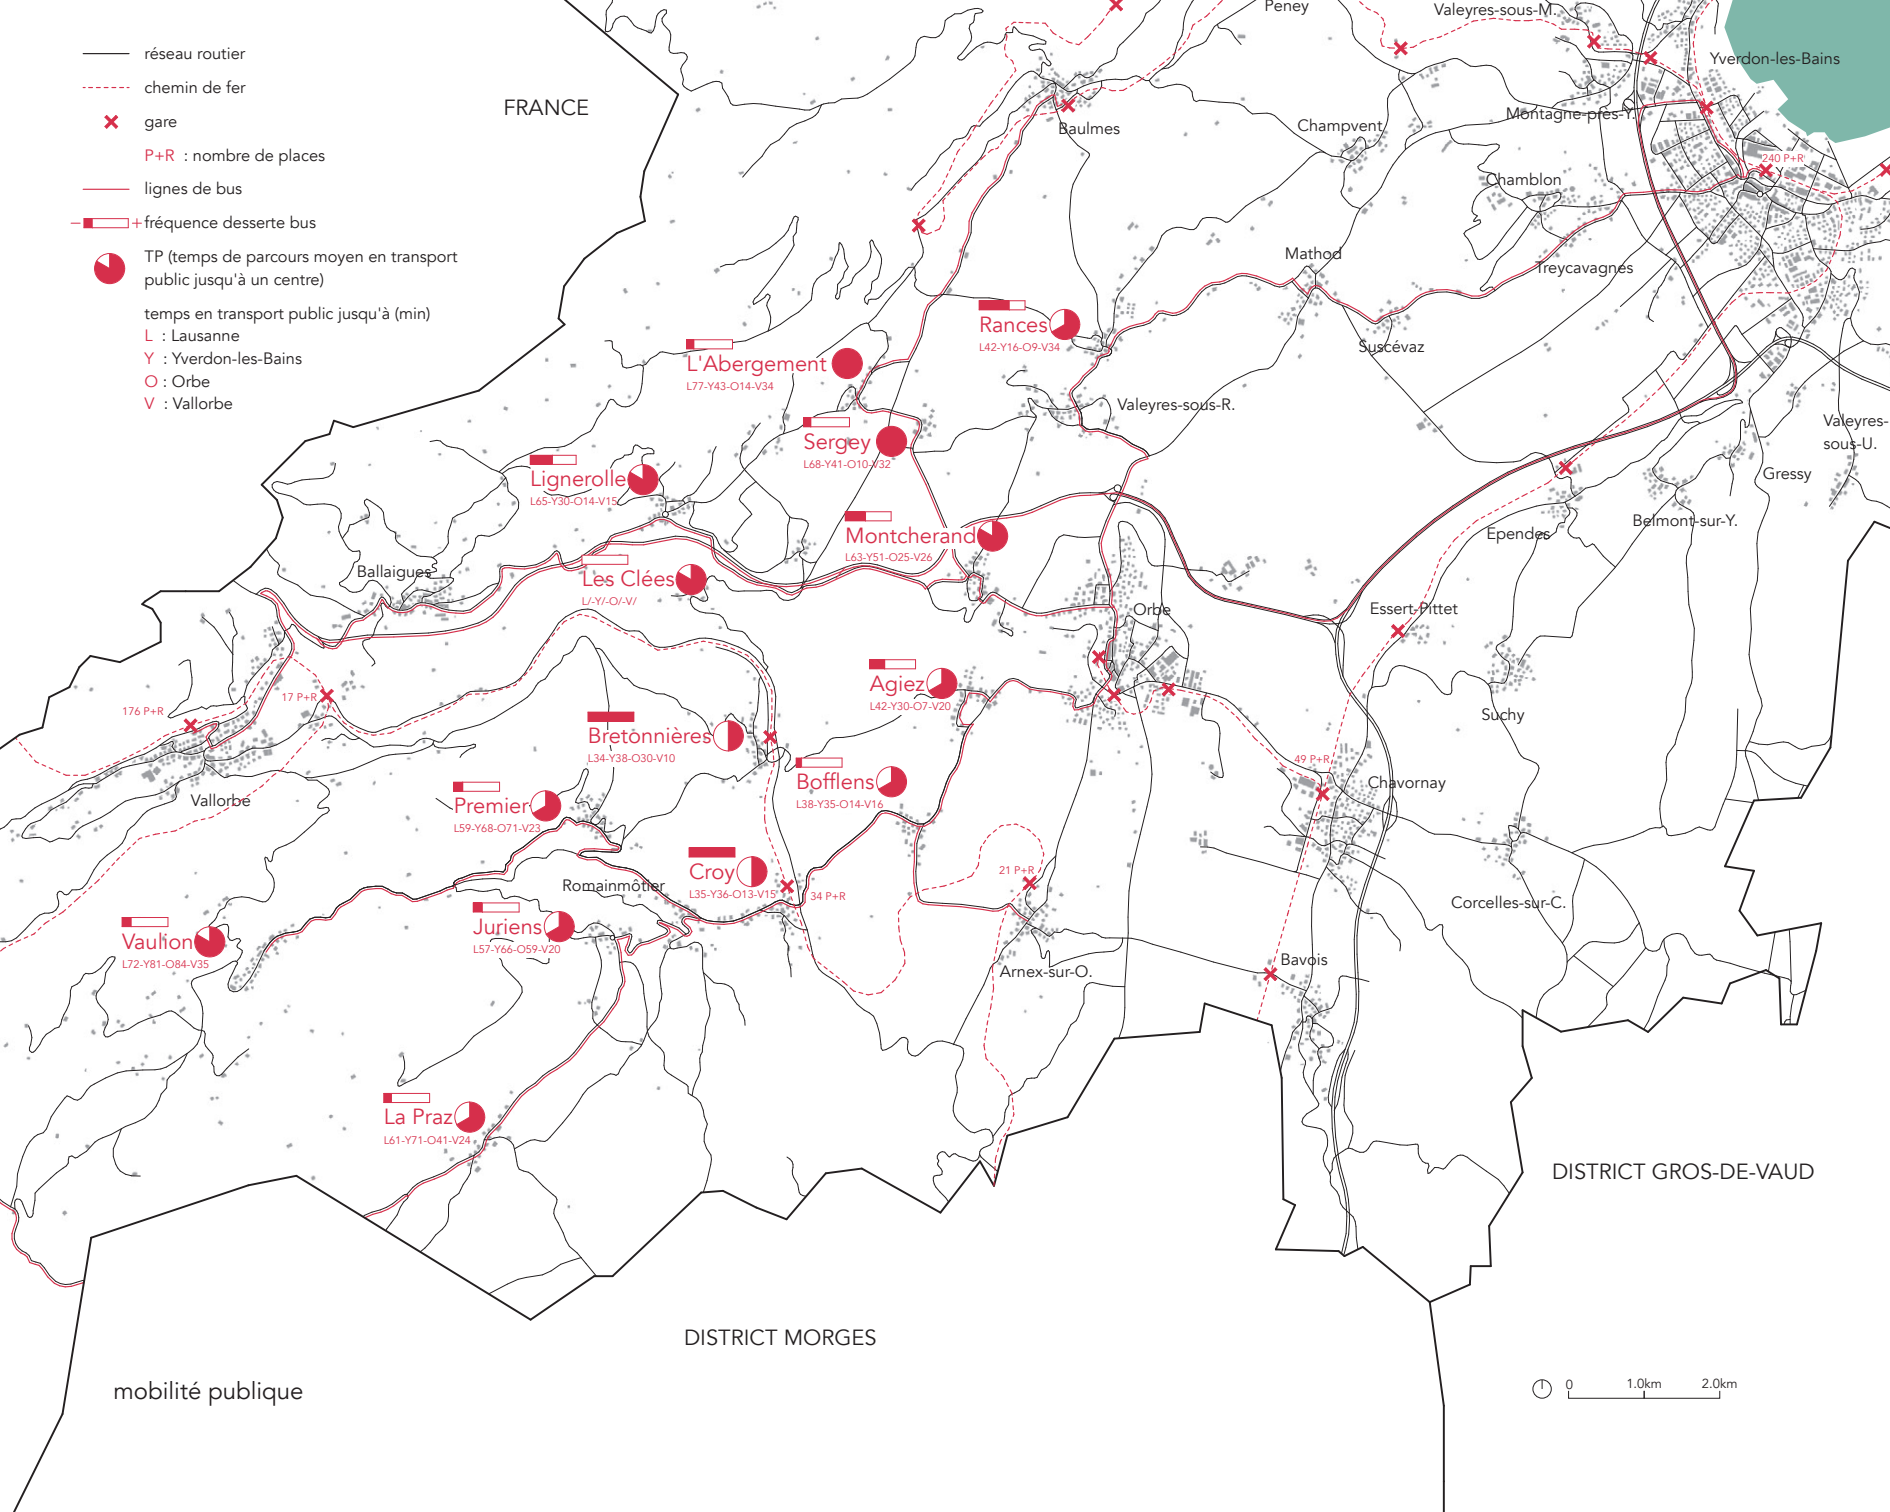 réseau routier
chemin de fer
gare
P+R : nombre de places
lignes de bus
− + fréquence desserte bus
TP (temps de parcours moyen en transport
public jusqu'à un centre)
temps en transport public jusqu'à (min)
L : Lausanne
Y : Yverdon-les-Bains
O : Orbe
V : Vallorbe
FRANCE
Peney
Valeyres-sous-M.
Yverdon-les-Bains
Baulmes
Champvent
Montagne-près-Y.
240 P+R
Chamblon
Mathod
Treycavagnes
Rances
L42-Y16-O9-V34
Suscévaz
L'Abergement
L77-Y43-O14-V34
Valeyres-sous-R.
Valeyres-
sous-U.
Sergey
L68-Y41-O10-V32
Gressy
Lignerolle
L65-Y30-O14-V15
Montcherand
L63-Y51-O25-V26
Belmont-sur-Y.
Ependes
Ballaigues
Les Clées
L/-Y/-O/-V/
Orbe
Essert-Pittet
Agiez
L42-Y30-O7-V20
17 P+R
176 P+R
Suchy
Bretonnières
L34-Y38-O30-V10
49 P+R
Bofflens
L38-Y35-O14-V16
Chavornay
Vallorbe
Premier
L59-Y68-O71-V23
Croy
L35-Y36-O13-V15
21 P+R
Romainmôtier
34 P+R
Corcelles-sur-C.
Juriens
L57-Y66-O59-V20
Vaulion
L72-Y81-O84-V35
Arnex-sur-O.
Bavois
La Praz
L61-Y71-O41-V24
DISTRICT GROS-DE-VAUD
DISTRICT MORGES
mobilité publique
0 1.0km 2.0km